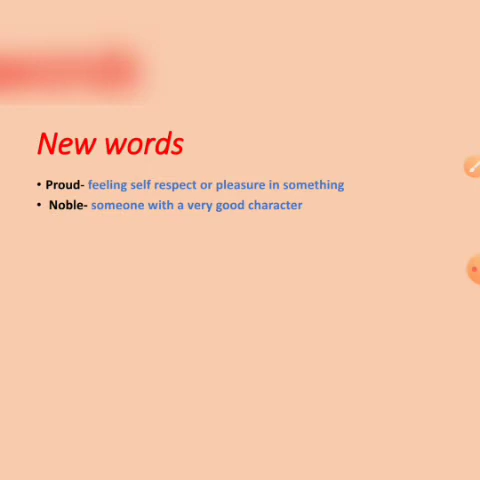 New words
• Proud- feeling self respect or pleasure in something
• Noble- someone with a very good character